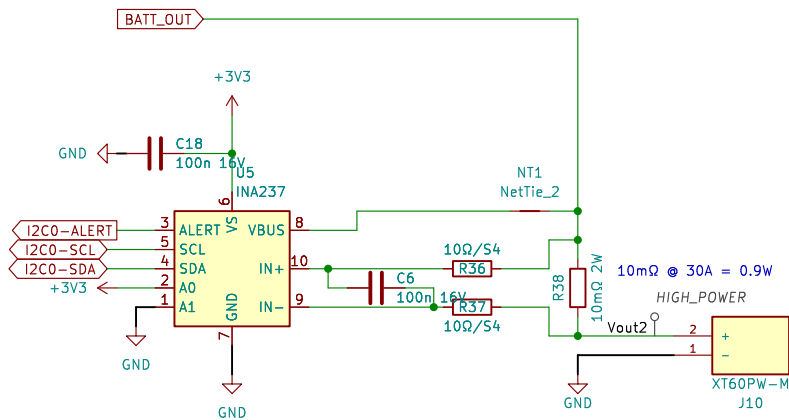 BATT_OUT
+3V3
GND
C18
100n 16V
U5
INA237
NT1
NetTie_2
6
VS
I2C0-ALERT
3
ALERT
VBUS
8
I2C0-SCL
5
SCL
I2C0-SDA
4
SDA
IN+
10
+3V3
2
A0
1
A1
IN-
9
GND
7
10Ω/S4
R36
C6
100n 16V
R37
10Ω/S4
R38
10mΩ 2W
10mΩ @ 30A = 0.9W
HIGH_POWER
Vout2
2
+
1
-
XT60PW-M
J10
GND
GND
GND